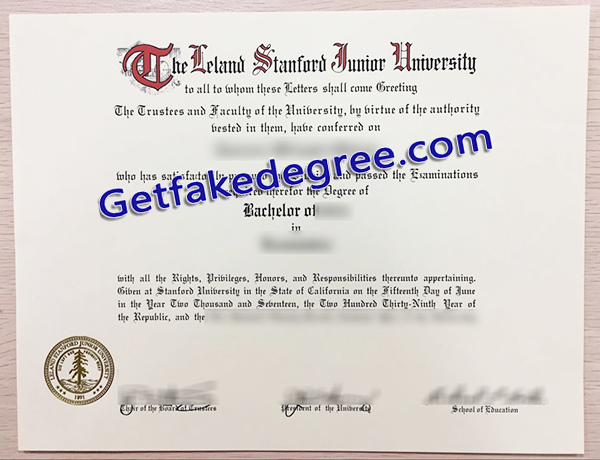 The Leland Stanford Junior University
to all to whom these Letters shall come Greeting
The Trustees and Faculty of the University, by virtue of the authority
vested in them, have conferred on
who has satisfactorily and passed the Examinations
therefor the Degree of
Getfakedegree.com
Bachelor of
in
with all the Rights, Privileges, Honors, and Responsibilities thereunto appertaining.
Given at Stanford University in the State of California on the Fifteenth Day of June
in the Year Two Thousand and Seventeen, the Two Hundred Thirty-Ninth Year of
the Republic, and the
LELAND STANFORD JUNIOR UNIVERSITY
1891
Chair of the Board of Trustees
President of the University
School of Education